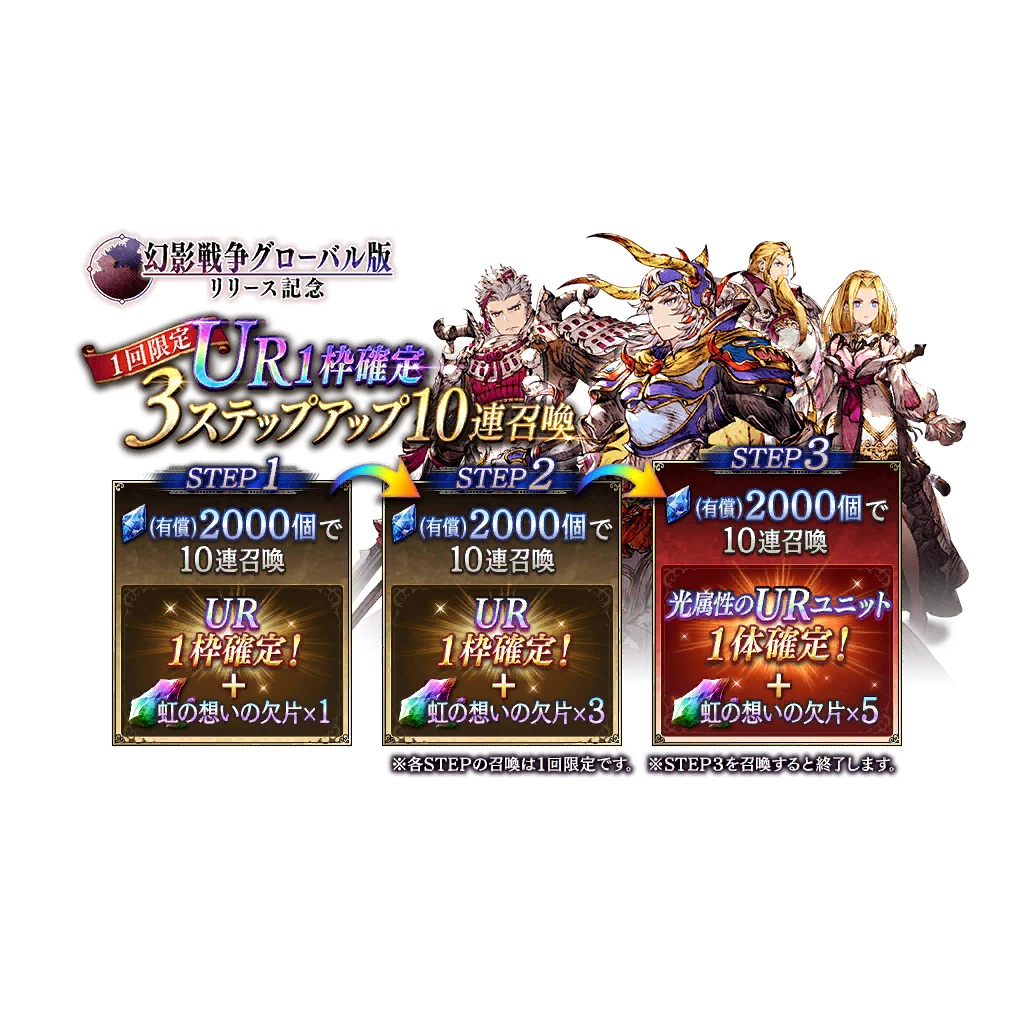 幻影戦争グローバル版
リリース記念
1回限定
UR1枠確定
3ステップアップ10連召喚
STEP1
(有償)2000個で
10連召喚
UR
1枠確定!
+
虹の想いの欠片×1
STEP2
(有償)2000個で
10連召喚
UR
1枠確定!
+
虹の想いの欠片×3
STEP3
(有償)2000個で
10連召喚
光属性のURユニット
1体確定!
+
虹の想いの欠片×5
※各STEPの召喚は1回限定です。
※STEP3を召喚すると終了します。